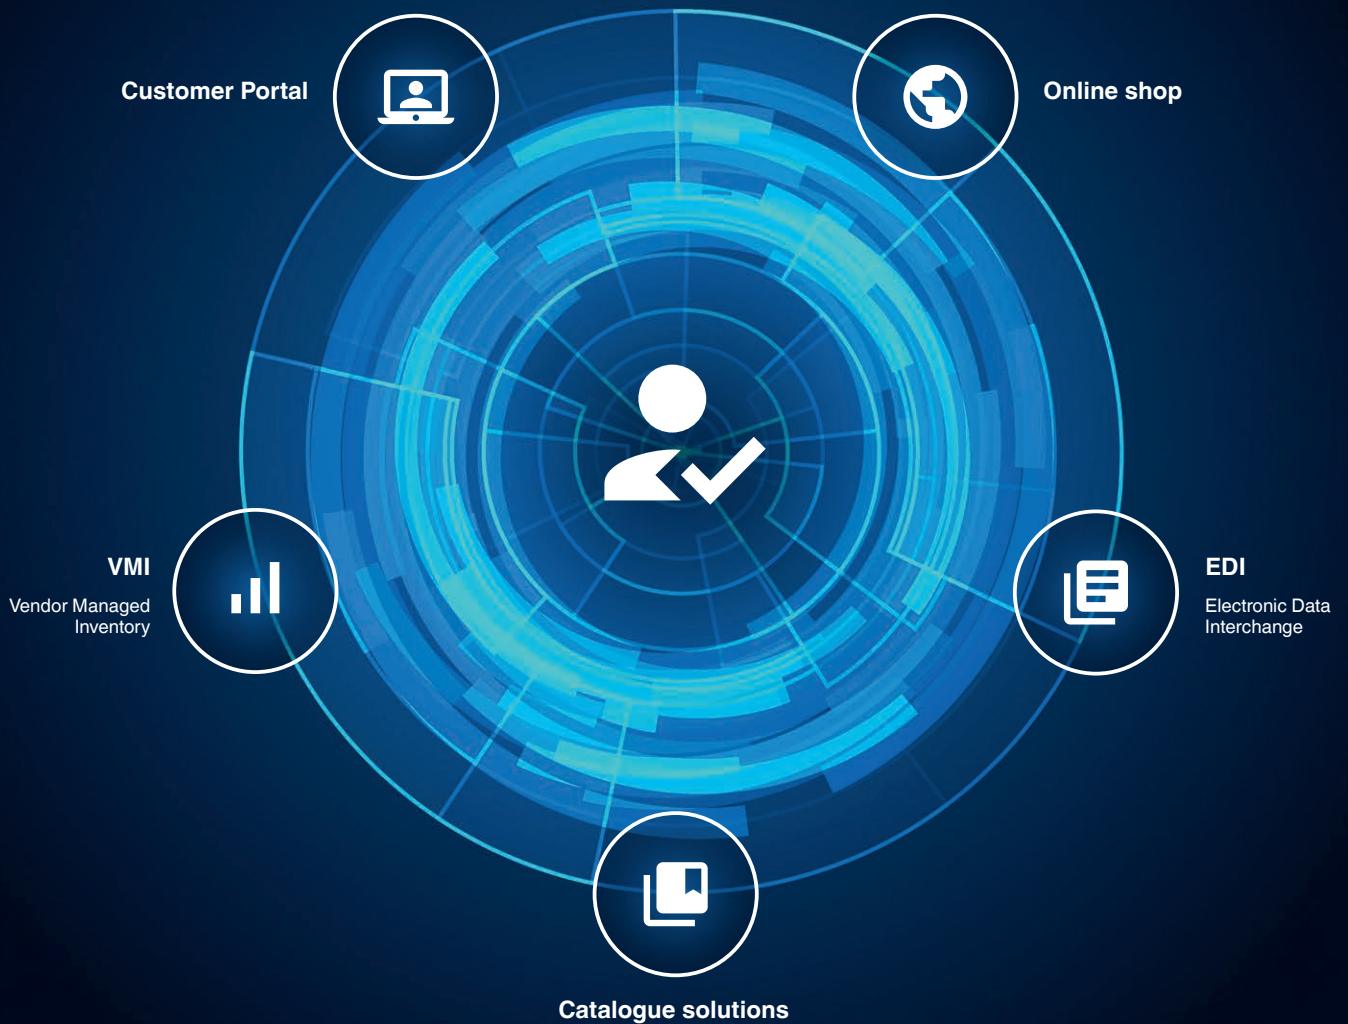 Customer Portal
Online shop
VMI
Vendor Managed
Inventory
EDI
Electronic Data
Interchange
Catalogue solutions